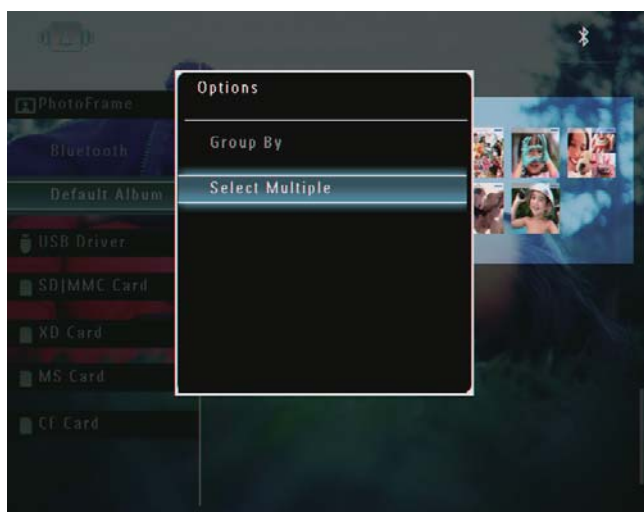 Options
Group By
Select Multiple
PhotoFrame
Bluetooth
Default Album
USB Driver
SD|MMC Card
XD Card
MS Card
CF Card